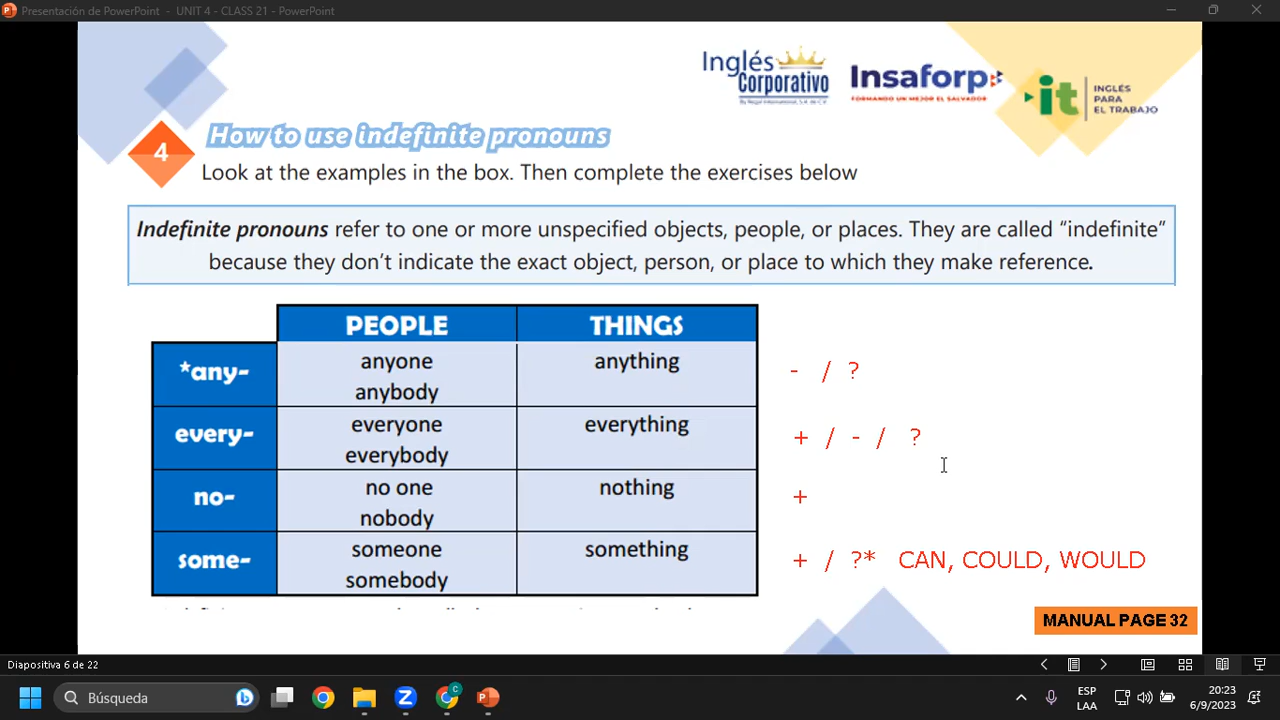 Presentación de PowerPoint - UNIT 4 - CLASS 21 - PowerPoint
Inglés
Corporativo
Insaforp
FORMANDO UN MEJOR EL SALVADOR
it
INGLÉS
PARA
EL TRABAJO
4
How to use indefinite pronouns
Look at the examples in the box. Then complete the exercises below
Indefinite pronouns refer to one or more unspecified objects, people, or places. They are called “indefinite”
because they don’t indicate the exact object, person, or place to which they make reference.
PEOPLE THINGS
*any- anyone anything - / ?
anybody
every- everyone everything + / - / ?
everybody
no- no one nothing +
nobody
some- someone something + / ?* CAN, COULD, WOULD
somebody
MANUAL PAGE 32
Diapositiva 6 de 22
Búsqueda
ESP
LAA
20:23
6/9/2023